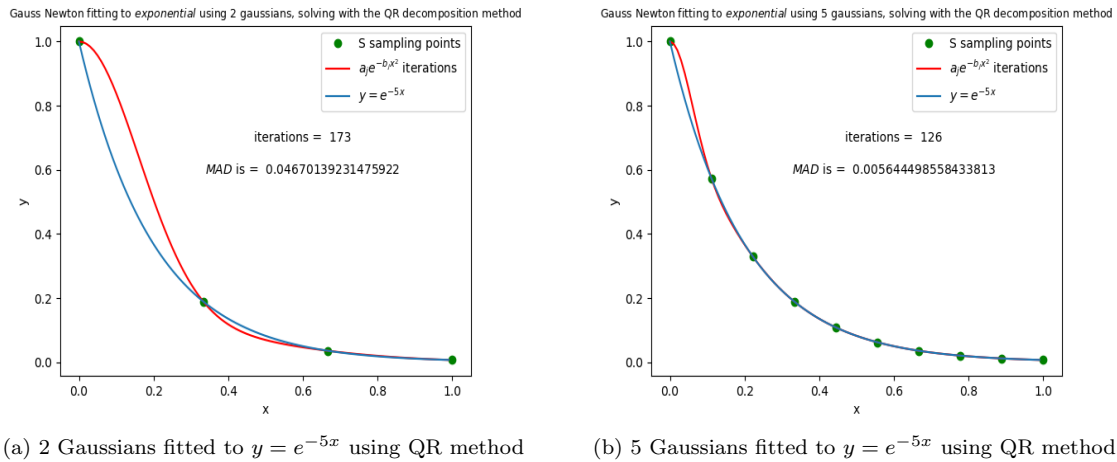 Gauss Newton fitting to exponential using 2 gaussians, solving with the QR decomposition method
1.0
0.8
0.6
0.4
0.2
0.0
y
S sampling points
a_j e^{-b_j x^2} iterations
y = e^{-5x}
iterations = 173
MAD is = 0.04670139231475922
0.0 0.2 0.4 0.6 0.8 1.0
x
(a) 2 Gaussians fitted to y = e^{-5x} using QR method
Gauss Newton fitting to exponential using 5 gaussians, solving with the QR decomposition method
1.0
0.8
0.6
0.4
0.2
0.0
y
S sampling points
a_j e^{-b_j x^2} iterations
y = e^{-5x}
iterations = 126
MAD is = 0.005644498558433813
0.0 0.2 0.4 0.6 0.8 1.0
x
(b) 5 Gaussians fitted to y = e^{-5x} using QR method